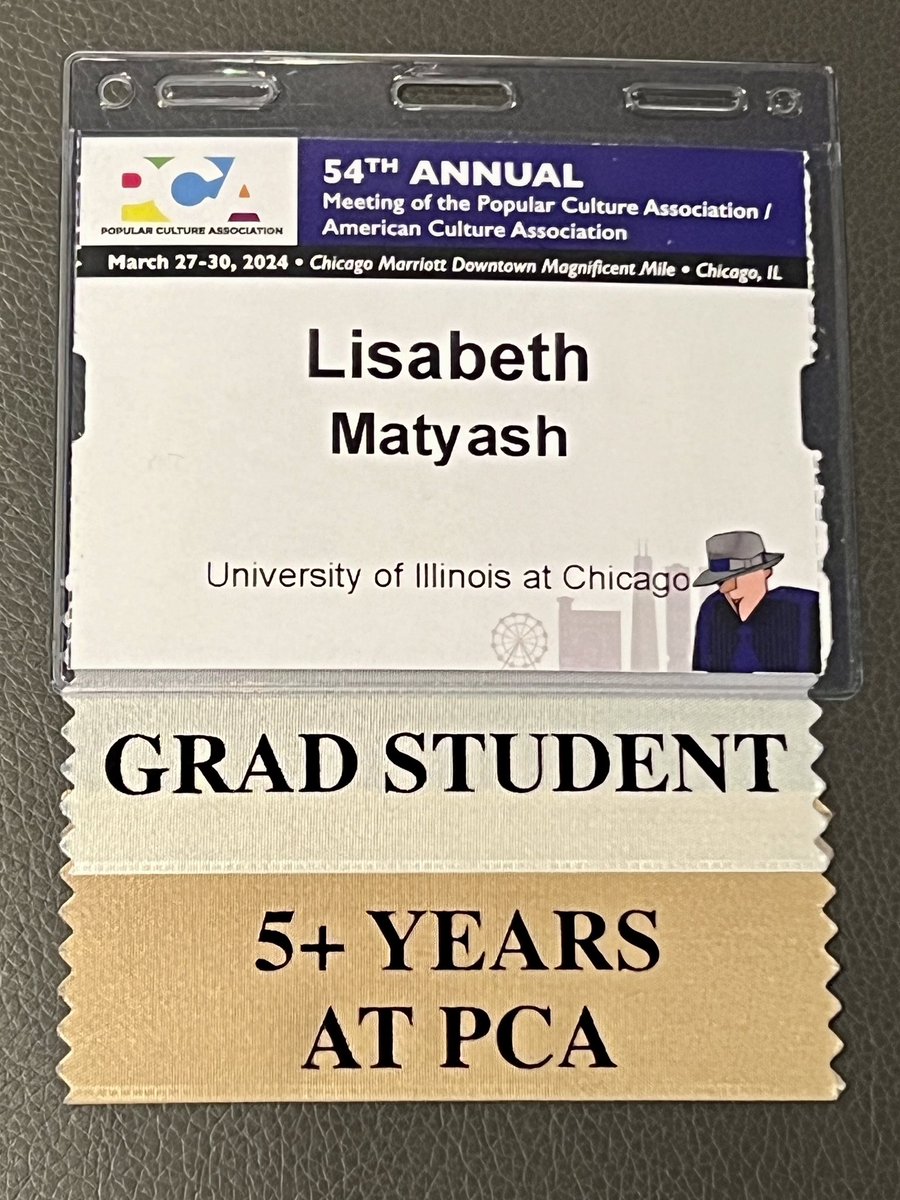 PCA
POPULAR CULTURE ASSOCIATION
54TH ANNUAL
Meeting of the Popular Culture Association /
American Culture Association
March 27-30, 2024 • Chicago Marriott Downtown Magnificent Mile • Chicago, IL
Lisabeth
Matyash
University of Illinois at Chicago
GRAD STUDENT
5+ YEARS
AT PCA